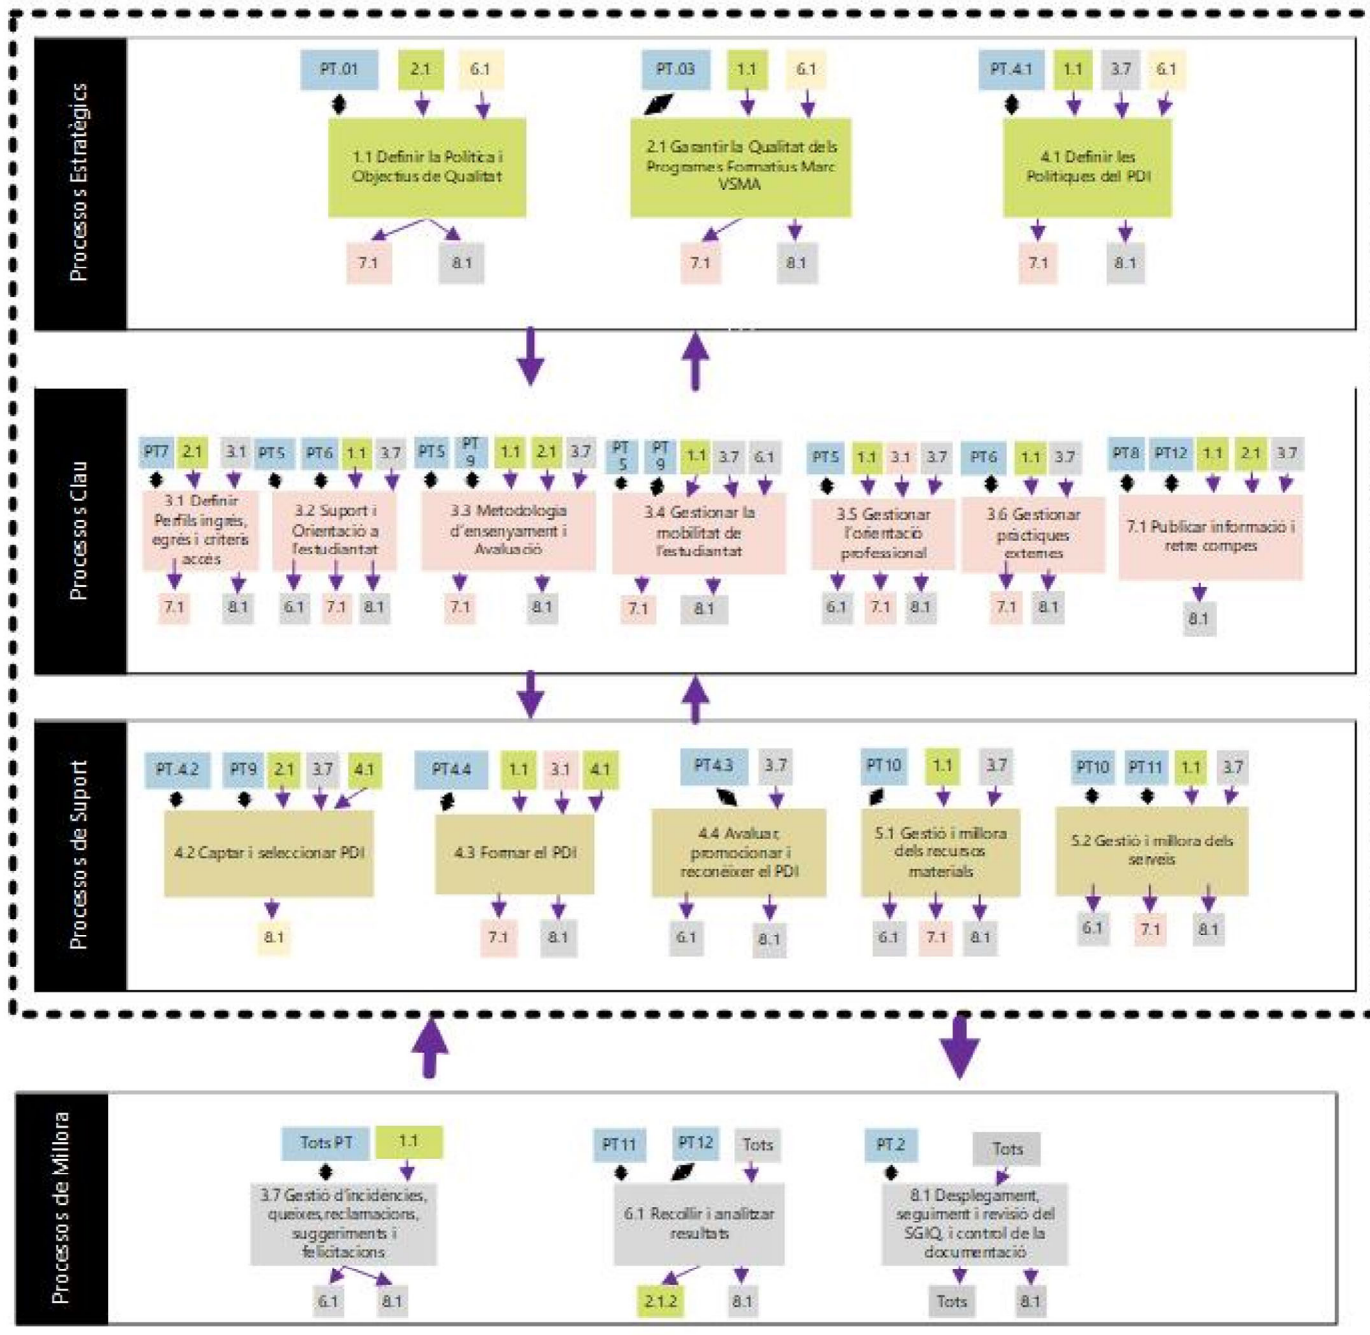 Processos Estratègics
PT.01 2.1 6.1
1.1 Definir la Política i
Objectius de Qualitat
7.1 8.1
PT.03 1.1 6.1
2.1 Garantir la Qualitat dels
Programes Formatius Marc
VSMA
7.1 8.1
PT.4.1 1.1 3.7 6.1
4.1 Definir les
Polítiques del PDI
7.1 8.1
Processos Clau
PT7 2.1 3.1
3.1 Definir
Perfils ingrés,
egrés i criteris
accés
7.1 8.1
PT5 PT6 1.1 3.7
3.2 Suport i
Orientació a
l'estudiantat
6.1 7.1 8.1
PT5 PT
9 1.1 2.1 3.7
3.3 Metodologia
d'ensenyament i
Avaluació
7.1 8.1
PT
5 PT
9 1.1 3.7 6.1
3.4 Gestionar la
mobilitat de
l'estudiantat
7.1 8.1
PT5 1.1 3.1 3.7
3.5 Gestionar
l'orientació
professional
6.1 7.1 8.1
PT6 1.1 3.7
3.6 Gestionar
pràctiques
externes
7.1 8.1
PT8 PT12 1.1 2.1 3.7
7.1 Publicar informació i
retre compes
8.1
Processos de Suport
PT.4.2 PT9 2.1 3.7 4.1
4.2 Captar i seleccionar PDI
8.1
PT4.4 1.1 3.1 4.1
4.3 Formar el PDI
7.1 8.1
PT4.3 3.7
4.4 Avaluar,
promocionar i
reconèixer el PDI
6.1 8.1
PT10 1.1 3.7
5.1 Gestió i millora
dels recursos
materials
6.1 7.1 8.1
PT10 PT11 1.1 3.7
5.2 Gestió i millora dels
serveis
6.1 7.1 8.1
Processos de Millora
Tots PT 1.1
3.7 Gestió d'incidències,
queixes,reclamacions,
suggeriments i
felicitacions
6.1 8.1
PT11 PT12 Tots
6.1 Recollir i analitzar
resultats
2.1.2 8.1
PT.2 Tots
8.1 Desplegament,
seguiment i revisió del
SGIQ, i control de la
documentació
Tots 8.1